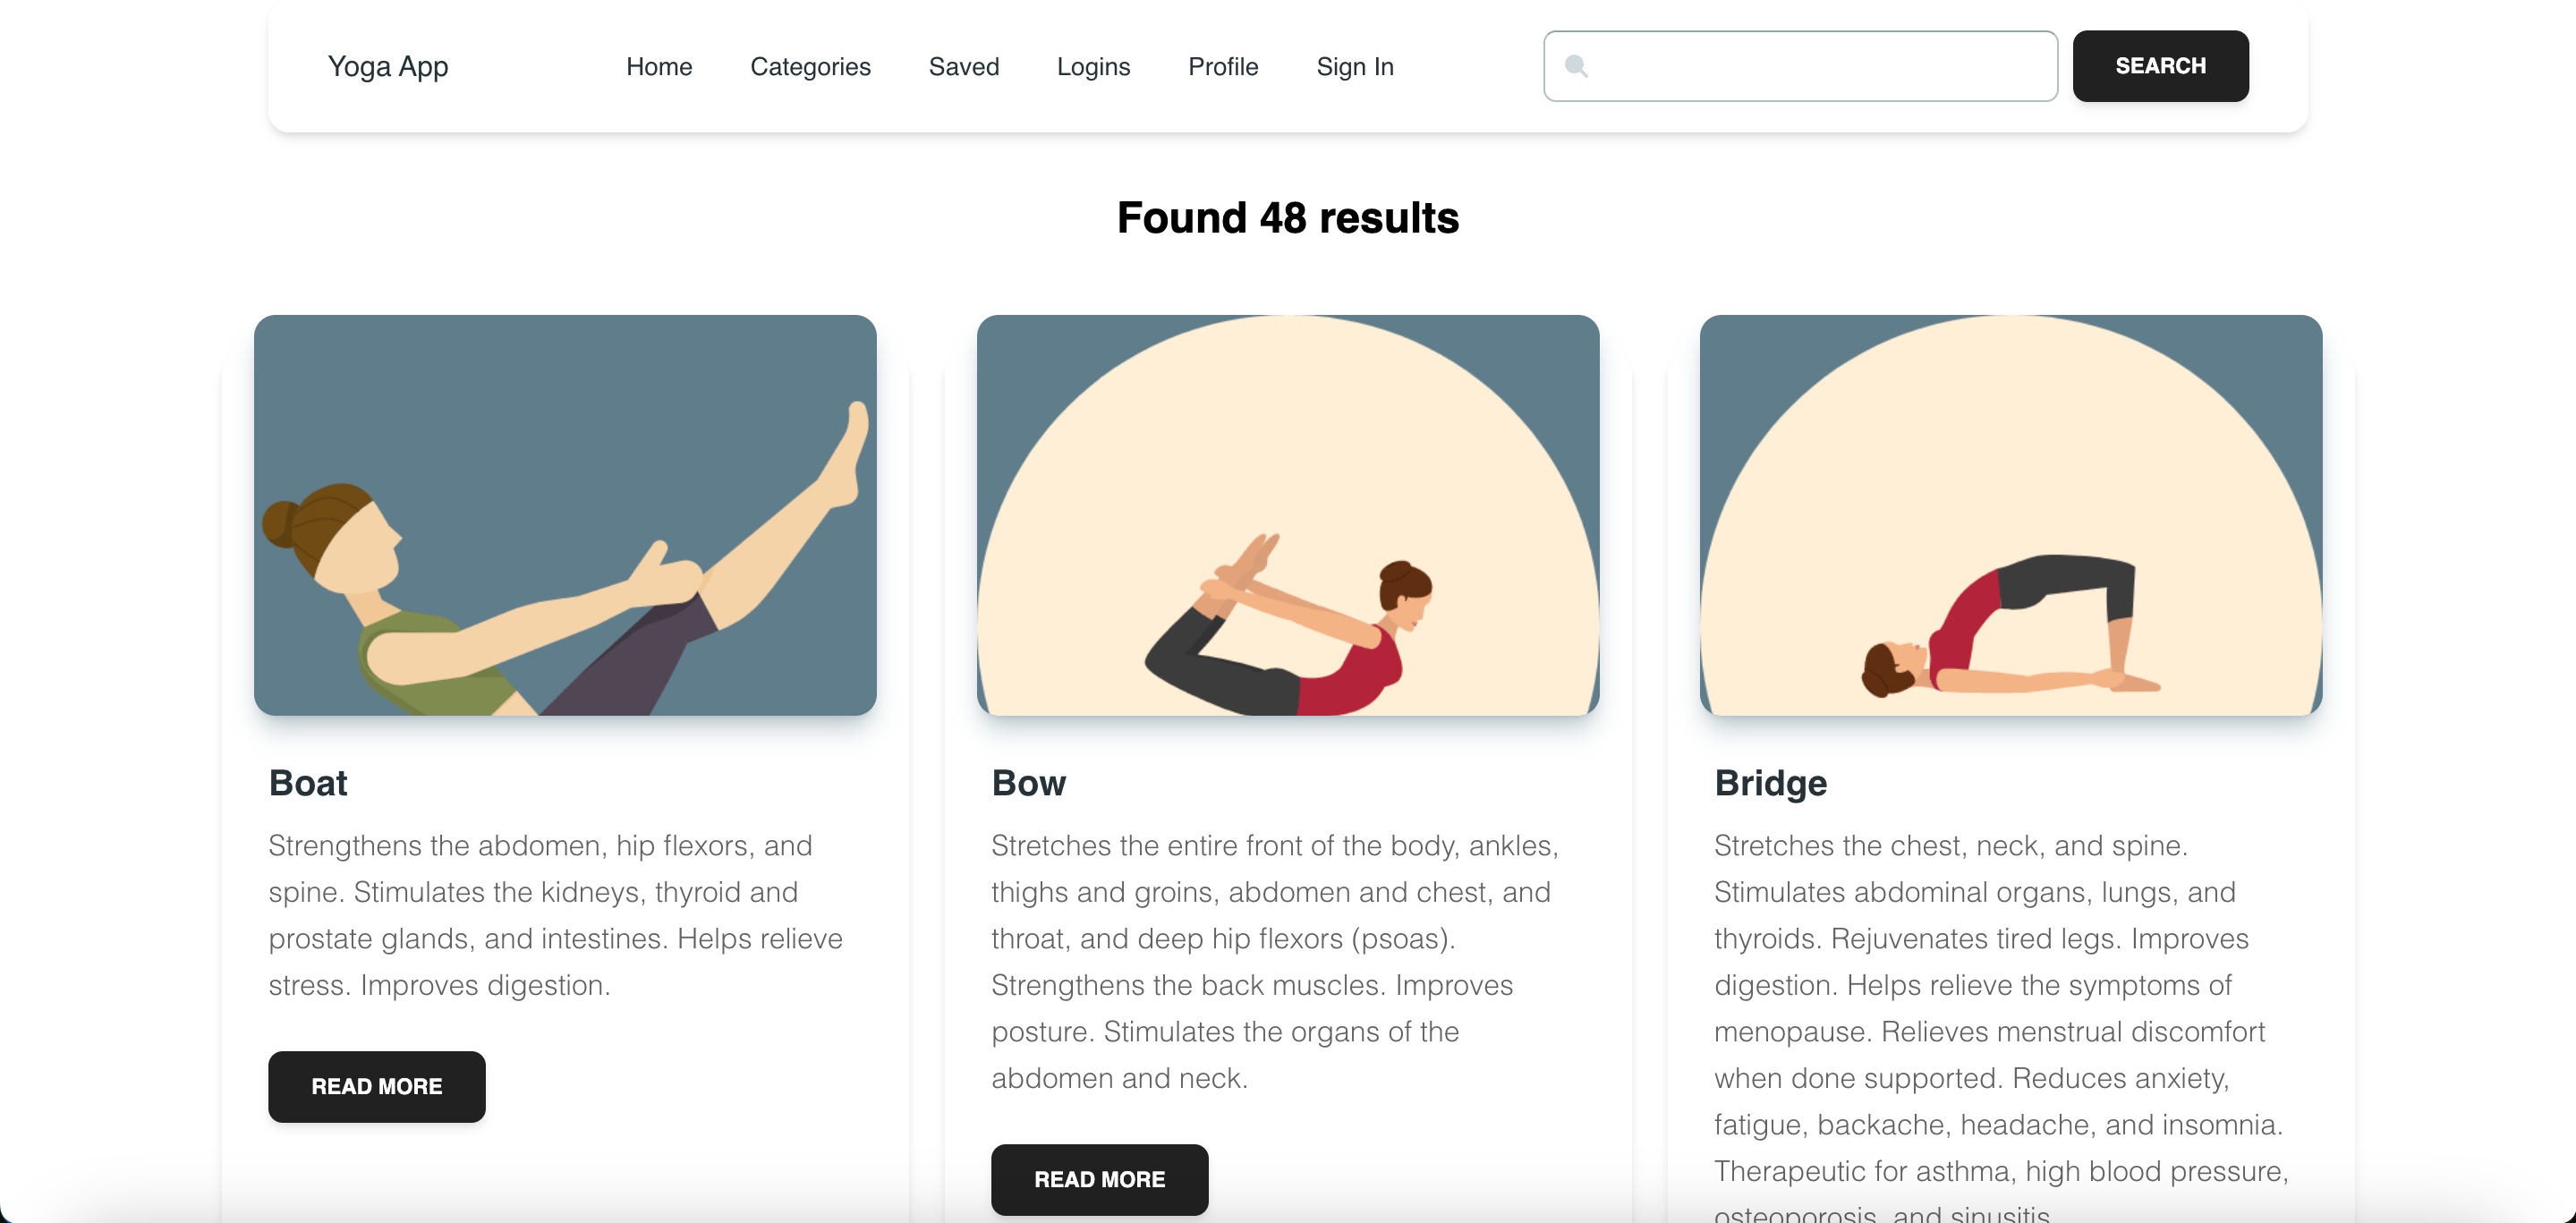 Yoga App
Home
Categories
Saved
Logins
Profile
Sign In
SEARCH
Found 48 results
Boat
Strengthens the abdomen, hip flexors, and
spine. Stimulates the kidneys, thyroid and
prostate glands, and intestines. Helps relieve
stress. Improves digestion.
READ MORE
Bow
Stretches the entire front of the body, ankles,
thighs and groins, abdomen and chest, and
throat, and deep hip flexors (psoas).
Strengthens the back muscles. Improves
posture. Stimulates the organs of the
abdomen and neck.
READ MORE
Bridge
Stretches the chest, neck, and spine.
Stimulates abdominal organs, lungs, and
thyroids. Rejuvenates tired legs. Improves
digestion. Helps relieve the symptoms of
menopause. Relieves menstrual discomfort
when done supported. Reduces anxiety,
fatigue, backache, headache, and insomnia.
Therapeutic for asthma, high blood pressure,
osteoporosis, and sinusitis.